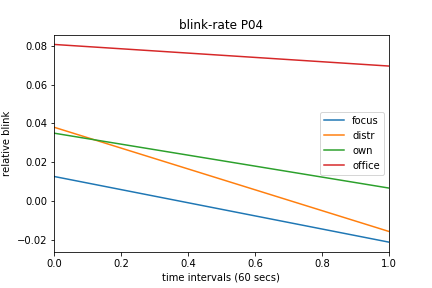 blink-rate P04
relative blink
0.08
0.06
0.04
0.02
0.00
−0.02
focus
distr
own
office
0.0 0.2 0.4 0.6 0.8 1.0
time intervals (60 secs)